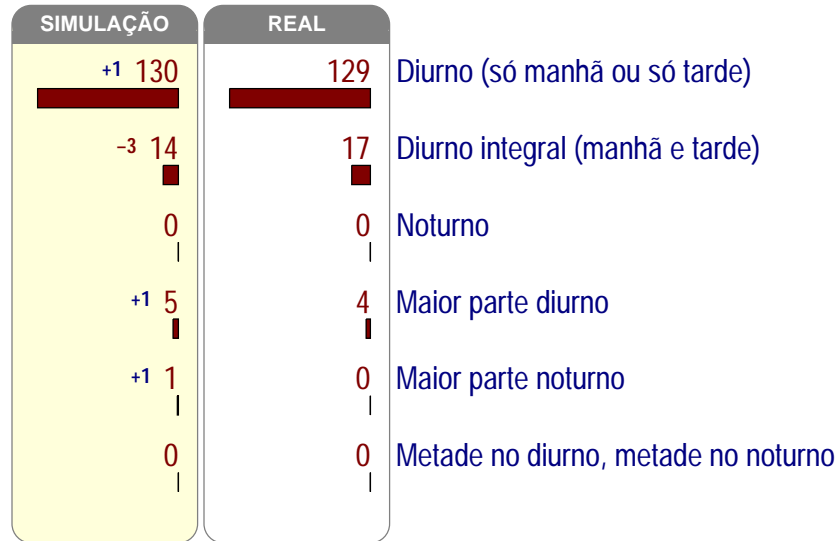 SIMULAÇÃO REAL
+1 130 129 Diurno (só manhã ou só tarde)
−3 14 17 Diurno integral (manhã e tarde)
0 0 Noturno
+1 5 4 Maior parte diurno
+1 1 0 Maior parte noturno
0 0 Metade no diurno, metade no noturno